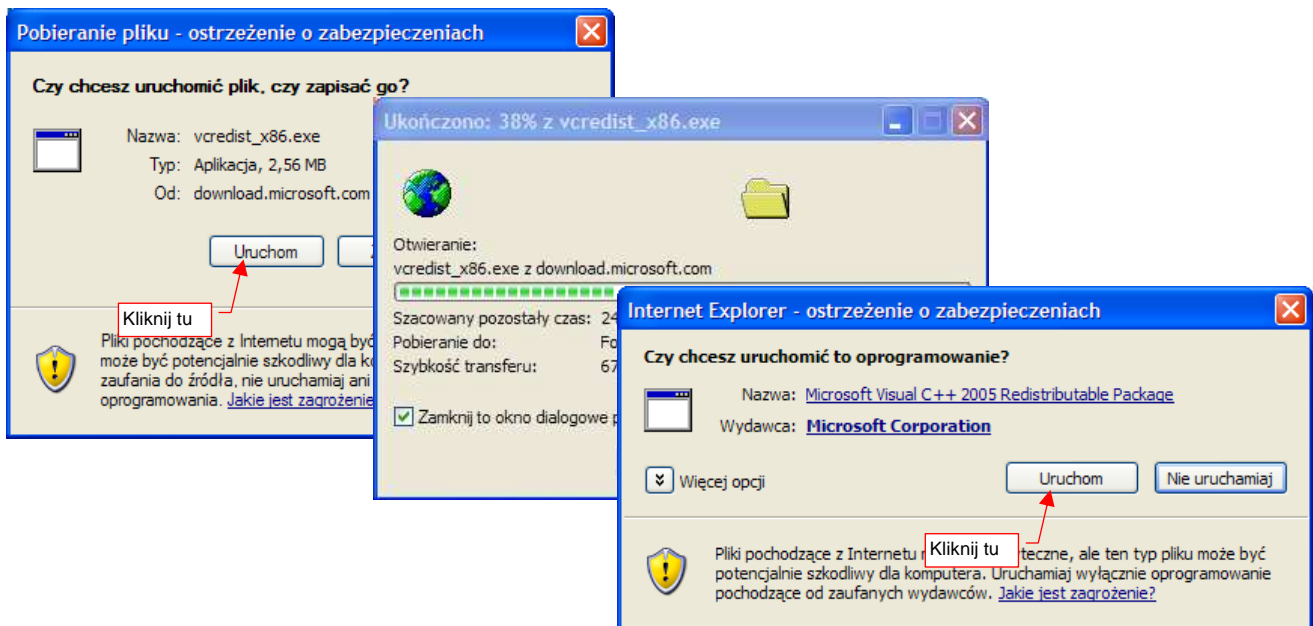 Pobieranie pliku - ostrzeżenie o zabezpieczeniach
Czy chcesz uruchomić plik, czy zapisać go?
Nazwa: vcredist_x86.exe
Typ: Aplikacja, 2,56 MB
Od: download.microsoft.com
Uruchom
Kliknij tu
Pliki pochodzące z Internetu mogą być
może być potencjalnie szkodliwy dla
zaufania do źródła, nie uruchamiaj ani
oprogramowania. Jakie jest zagrożenie
Ukończono: 38% z vcredist_x86.exe
Otwieranie:
vcredist_x86.exe z download.microsoft.com
Szacowany pozostały czas: 24
Pobieranie do: Fo
Szybkość transferu: 67
Zamknij to okno dialogowe
Internet Explorer - ostrzeżenie o zabezpieczeniach
Czy chcesz uruchomić to oprogramowanie?
Nazwa: Microsoft Visual C++ 2005 Redistributable Package
Wydawca: Microsoft Corporation
Więcej opcji
Uruchom
Nie uruchamiaj
Kliknij tu
Pliki pochodzące z Internetu yteczne, ale ten typ pliku może być
potencjalnie szkodliwy dla komputera. Uruchamiaj wyłącznie oprogramowanie
pochodzące od zaufanych wydawców. Jakie jest zagrożenie?